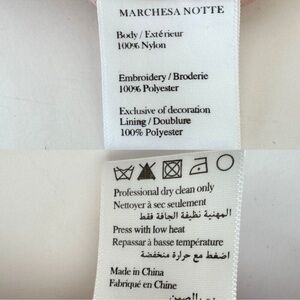 MARCHESA NOTTE
Body / Extérieur
100% Nylon
Embroidery / Broderie
100% Polyester
Exclusive of decoration
Lining / Doublure
100% Polyester
Professional dry clean only
Nettoyer à sec seulement
المهنية نظيفة الجافة فقط
Press with low heat
Repassar à basse température
اضغط مع حرارة منخفضة
Made in China
Fabriqué en Chine
الصين